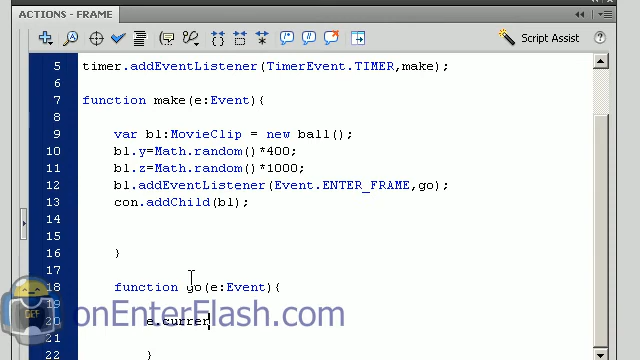 ACTIONS - FRAME
Script Assist
5 timer.addEventListener(TimerEvent.TIMER,make);
6
7 function make(e:Event){
8
9 var bl:MovieClip = new ball();
10 bl.y=Math.random()*400;
11 bl.z=Math.random()*1000;
12 bl.addEventListener(Event.ENTER_FRAME,go);
13 con.addChild(bl);
14
15
16 }
17
18 function go(e:Event){
19
onEnterFlash.com
20 e.currer
21
22 }